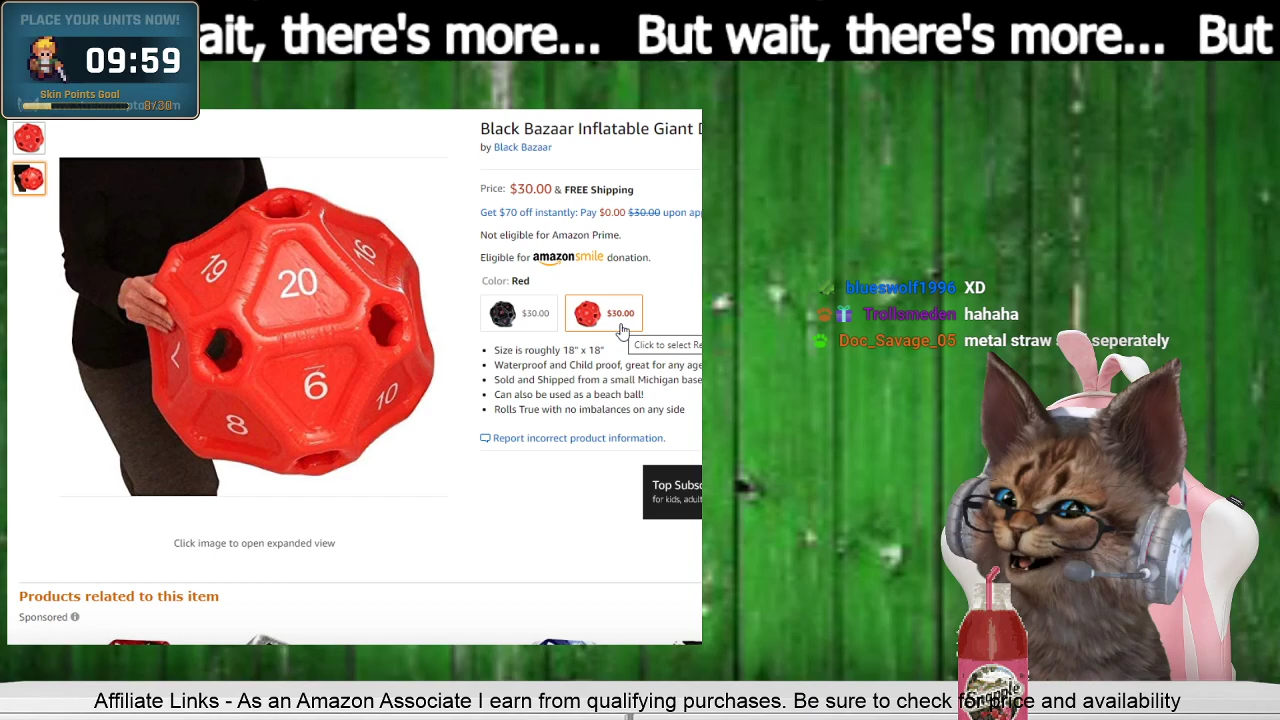 PLACE YOUR UNITS NOW!
09:59
Skin Points Goal
ait, there's more... But wait, there's more... But
Black Bazaar Inflatable Giant D
by Black Bazaar
Price: $30.00 & FREE Shipping
Get $70 off instantly: Pay $0.00 $30.00 upon app
Not eligible for Amazon Prime.
Eligible for amazonsmile donation.
Color: Red
$30.00
$30.00
Click to select Re
Size is roughly 18" x 18"
Waterproof and Child proof, great for any age
Sold and Shipped from a small Michigan base
Can also be used as a beach ball!
Rolls True with no imbalances on any side
Report incorrect product information.
Top Subsc
for kids, adult
19
20
16
6
10
8
Click image to open expanded view
Products related to this item
Sponsored
blueswolf1996 XD
Trollsmeden hahaha
Doc_Savage_05 metal straw seperately
Snapple
Affiliate Links - As an Amazon Associate I earn from qualifying purchases. Be sure to check for price and availability